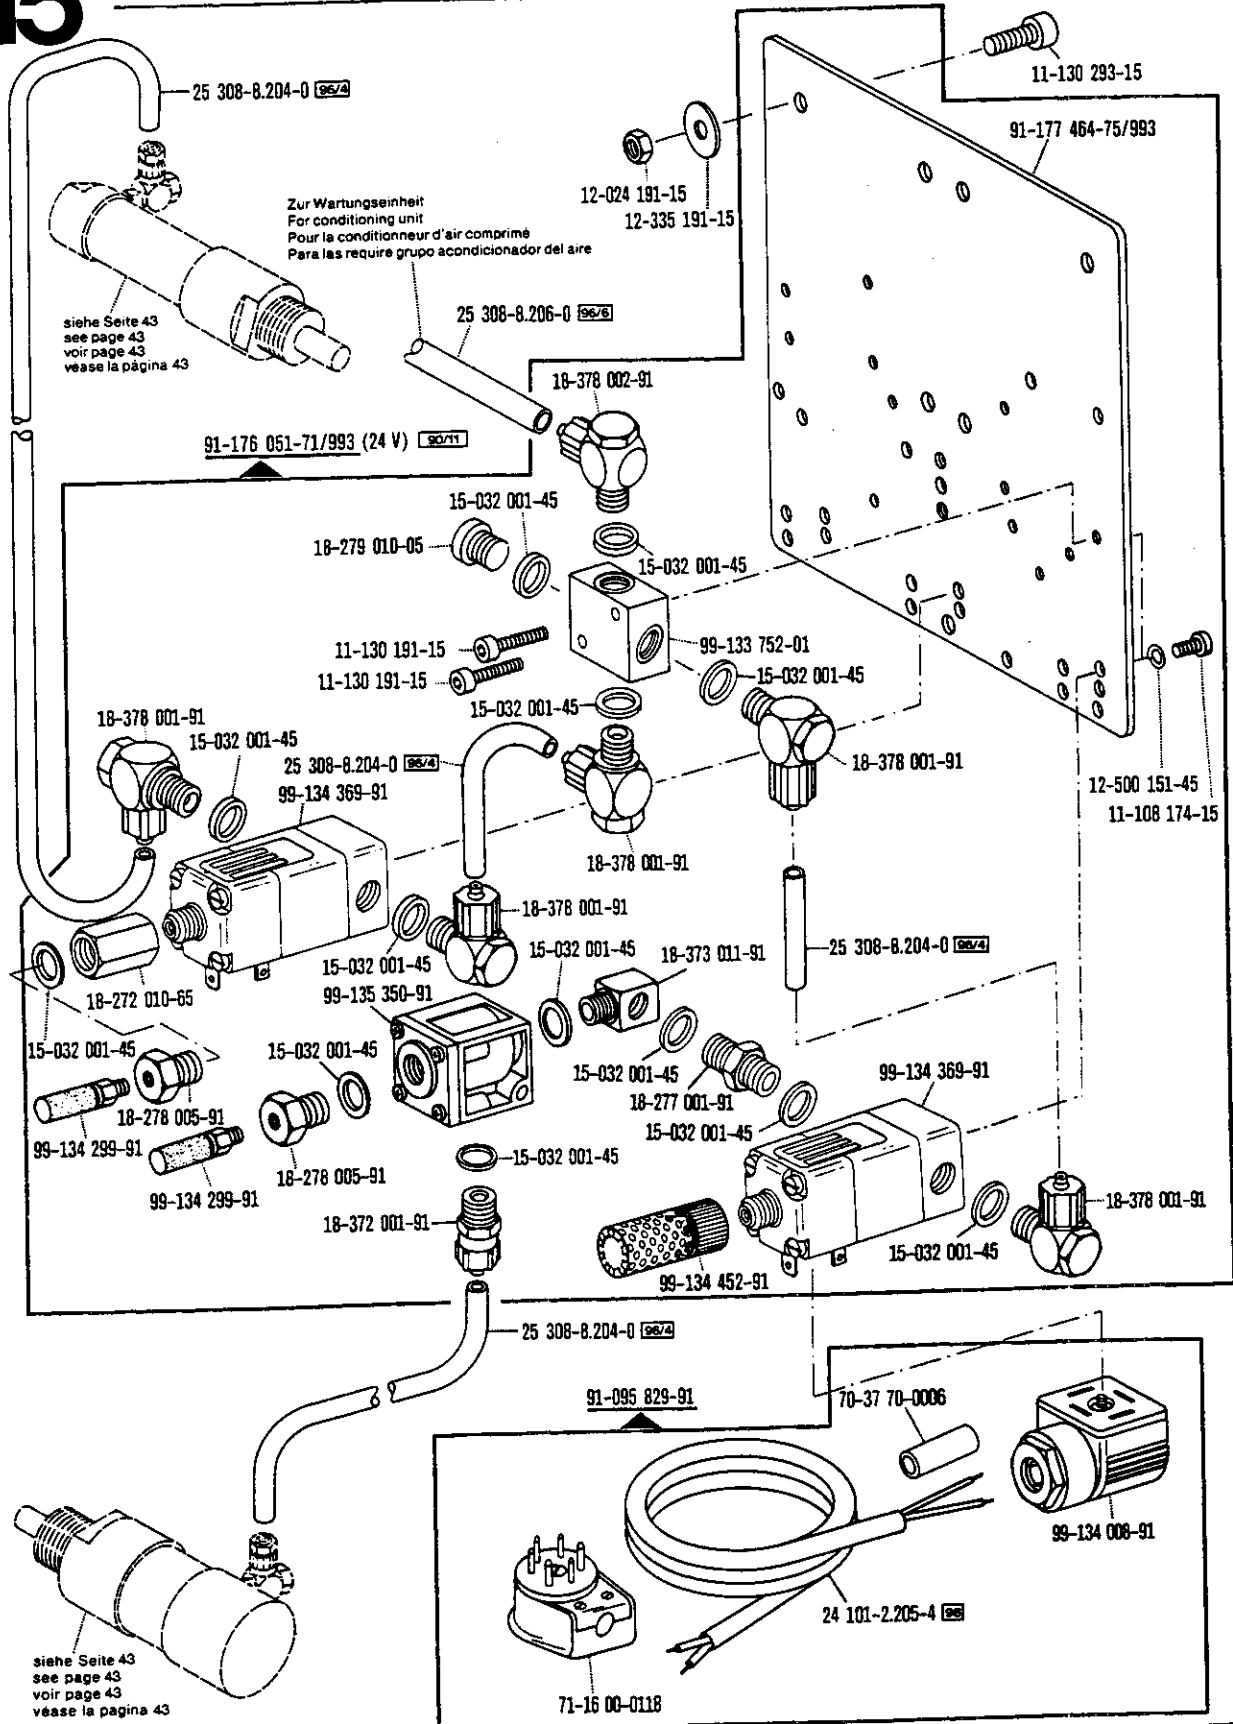 15
25 308-8.204-0 96/4
11-130 293-15
91-177 464-75/993
12-024 191-15
12-335 191-15
Zur Wartungseinheit
For conditioning unit
Pour la conditionneur d'air comprimé
Para las require grupo acondicionador del aire
siehe Seite 43
see page 43
voir page 43
véase la página 43
25 308-8.206-0 96/6
18-378 002-91
91-176 051-71/993 (24 V) 90/11
15-032 001-45
18-279 010-05
15-032 001-45
99-133 752-01
11-130 191-15
11-130 191-15
15-032 001-45
15-032 001-45
18-378 001-91
15-032 001-45
25 308-8.204-0 96/4
99-134 369-91
18-378 001-91
12-500 151-45
11-108 174-15
18-378 001-91
18-378 001-91
15-032 001-45
15-032 001-45
18-373 011-91
25 308-8.204-0 96/4
99-135 350-91
18-272 010-65
15-032 001-45
15-032 001-45
15-032 001-45
99-134 369-91
18-277 001-91
18-278 005-91
15-032 001-45
99-134 299-91
15-032 001-45
18-278 005-91
99-134 299-91
18-372 001-91
18-378 001-91
15-032 001-45
99-134 452-91
25 308-8.204-0 96/4
91-095 829-91
70-37 70-0006
99-134 008-91
24 101-2.205-4 96
71-16 00-0118
siehe Seite 43
see page 43
voir page 43
véase la pagina 43